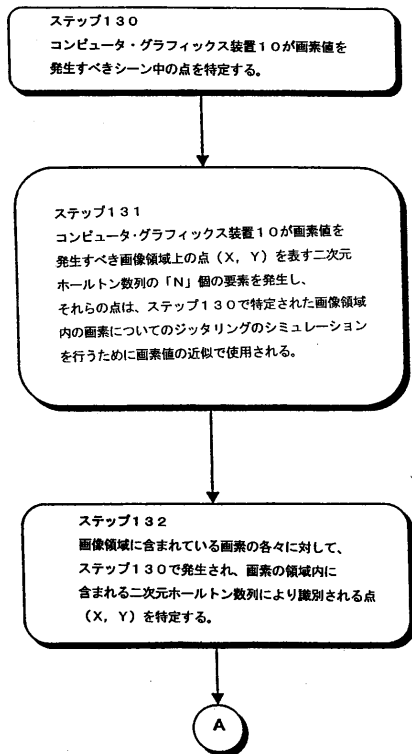 ステップ130
コンピュータ・グラフィックス装置10が画素値を
発生すべきシーン中の点を特定する。
ステップ131
コンピュータ・グラフィックス装置10が画素値を
発生すべき画像領域上の点(X,Y)を表す二次元
ホールトン数列の「N」個の要素を発生し、
それらの点は、ステップ130で特定された画像領域
内の画素についてのジッタリングのシミュレーション
を行うために画素値の近似で使用される。
ステップ132
画像領域に含まれている画素の各々に対して、
ステップ130で発生され、画素の領域内に
含まれる二次元ホールトン数列により識別される点
(X,Y)を特定する。
A